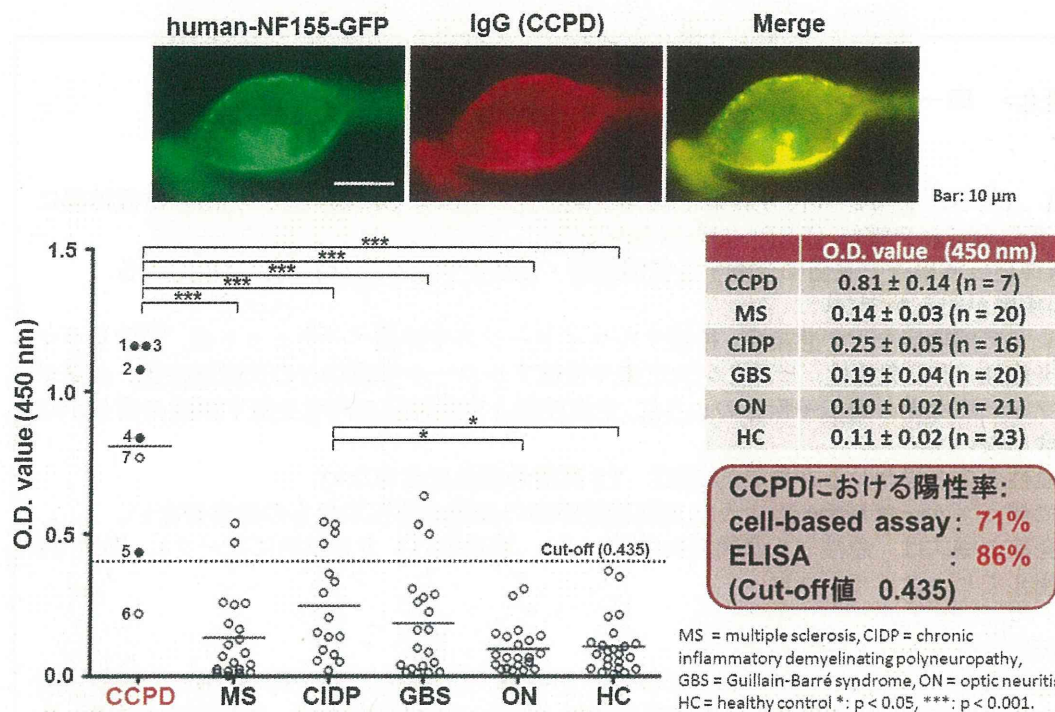 human-NF155-GFP
IgG (CCPD)
Merge
Bar: 10 μm
O.D. value (450 nm)
1.5
1.0
0.5
0.0
***
***
***
***
***
*
*
1 3
2
4
7
5
6
Cut-off (0.435)
CCPD
MS
CIDP
GBS
ON
HC
O.D. value (450 nm)
CCPD 0.81 ± 0.14 (n = 7)
MS 0.14 ± 0.03 (n = 20)
CIDP 0.25 ± 0.05 (n = 16)
GBS 0.19 ± 0.04 (n = 20)
ON 0.10 ± 0.02 (n = 21)
HC 0.11 ± 0.02 (n = 23)
CCPDにおける陽性率:
cell-based assay: 71%
ELISA : 86%
(Cut-off値 0.435)
MS = multiple sclerosis, CIDP = chronic
inflammatory demyelinating polyneuropathy,
GBS = Guillain-Barré syndrome, ON = optic neuritis
HC = healthy control *: p < 0.05, ***: p < 0.001.